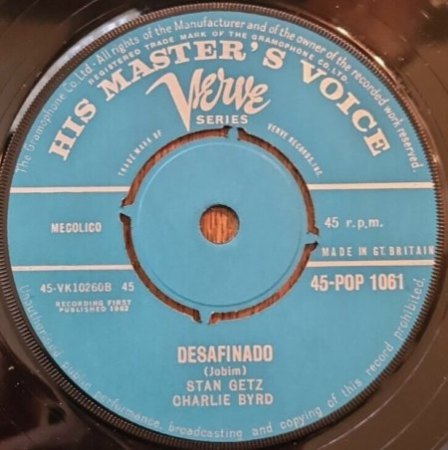 The Gramophone Co Ltd - All rights of the Manufacturer and of the owner of the recorded work reserved.
REGISTERED TRADE MARK OF THE GRAMOPHONE CO. LTD.
HIS MASTER'S VOICE
Verve
SERIES
TRADE MARK OF VERVE RECORDS, INC.
MECOLICO
45 r.p.m.
MADE IN GT. BRITAIN
45-VK10260B 45
45-POP 1061
RECORDING FIRST
PUBLISHED 1962
DESAFINADO
(Jobim)
STAN GETZ
CHARLIE BYRD
Unauthorised public performance, broadcasting and copying of this record prohibited